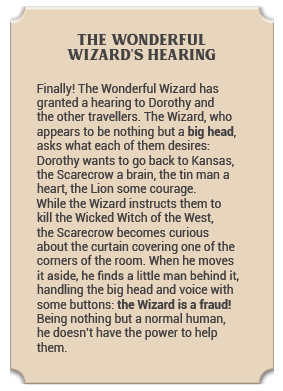 THE WONDERFUL
WIZARD'S HEARING
Finally! The Wonderful Wizard has
granted a hearing to Dorothy and
the other travellers. The Wizard, who
appears to be nothing but a big head,
asks what each of them desires:
Dorothy wants to go back to Kansas,
the Scarecrow a brain, the tin man a
heart, the Lion some courage.
While the Wizard instructs them to
kill the Wicked Witch of the West,
the Scarecrow becomes curious
about the curtain covering one of the
corners of the room. When he moves
it aside, he finds a little man behind it,
handling the big head and voice with
some buttons: the Wizard is a fraud!
Being nothing but a normal human,
he doesn't have the power to help
them.